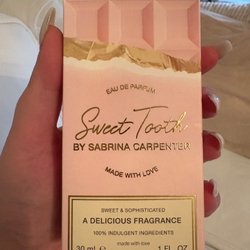 EAU DE PARFUM
Sweet Tooth
BY SABRINA CARPENTER
MADE WITH LOVE
SWEET & SOPHISTICATED
A DELICIOUS FRAGRANCE
100% INDULGENT INGREDIENTS
30 ml e made with love 1 FL. OZ